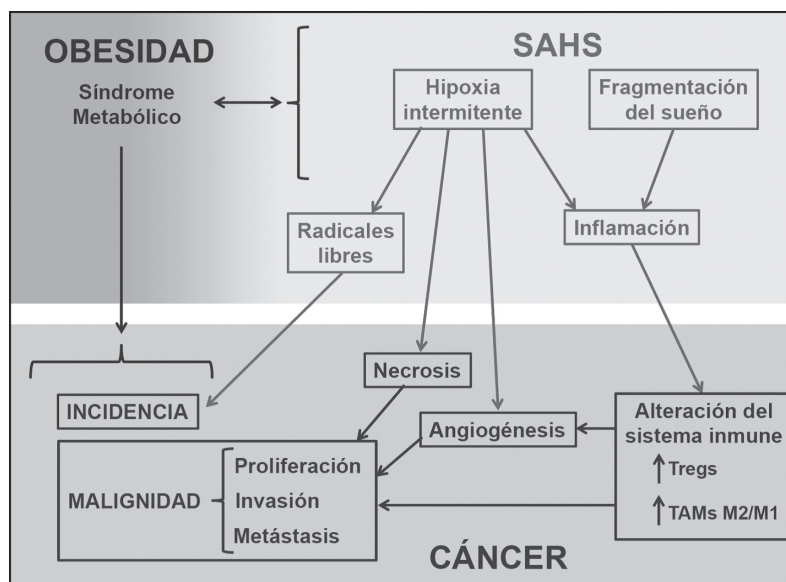 OBESIDAD
Síndrome
Metabólico
SAHS
Hipoxia
intermitente
Fragmentación
del sueño
Radicales
libres
Inflamación
Necrosis
INCIDENCIA
Angiogénesis
Alteración del
sistema inmune
Tregs
TAMs M2/M1
MALIGNIDAD
Proliferación
Invasión
Metástasis
CÁNCER